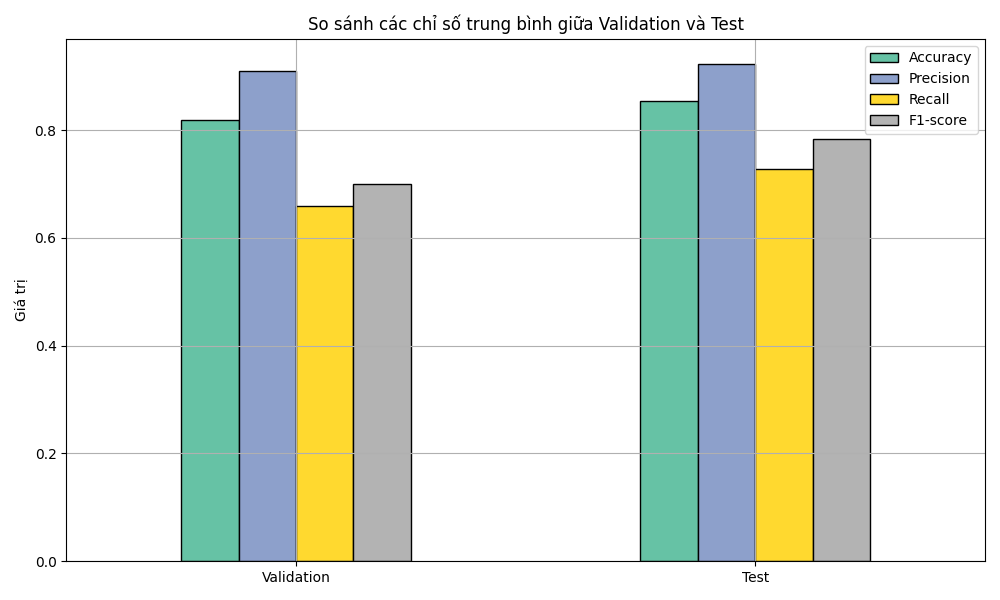 So sánh các chỉ số trung bình giữa Validation và Test
Accuracy
Precision
Recall
F1-score
Giá trị
0.8
0.6
0.4
0.2
0.0
Validation
Test